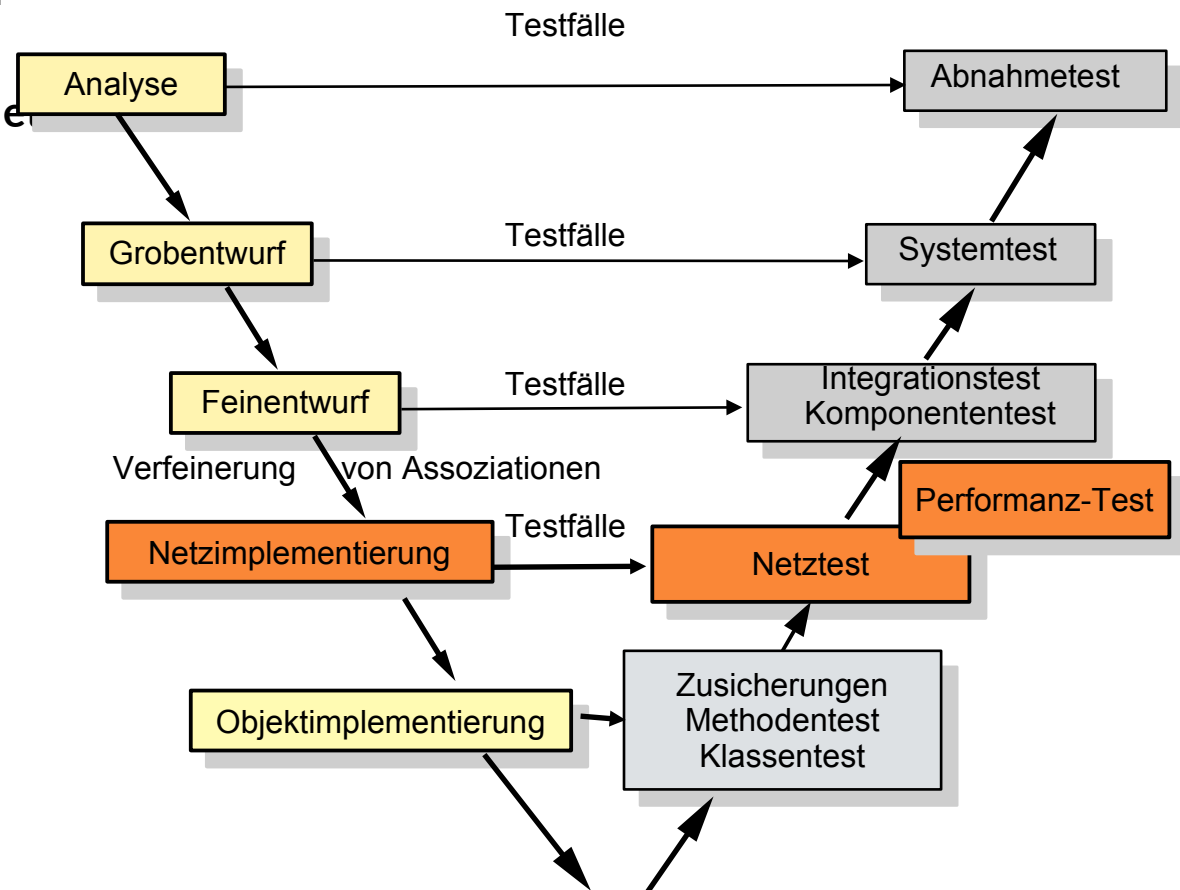 Testfälle
Analyse
Abnahmetest
Testfälle
Grobentwurf
Systemtest
Testfälle
Feinentwurf
Integrationstest
Komponententest
Verfeinerung von Assoziationen
Performanz-Test
Testfälle
Netzimplementierung
Netztest
Objektimplementierung
Zusicherungen
Methodentest
Klassentest